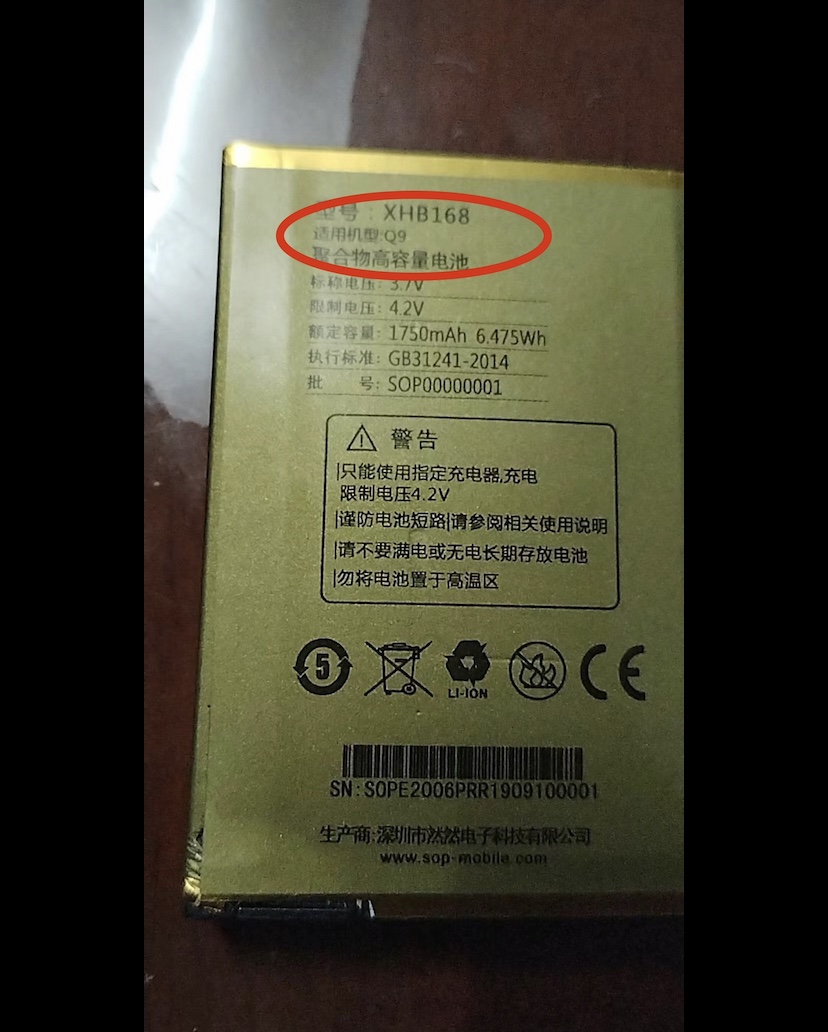 型号：XHB168
适用机型:Q9
聚合物高容量电池
标称电压: 3.7V
限制电压: 4.2V
额定容量: 1750mAh 6.475Wh
执行标准: GB31241-2014
批 号: SOP00000001
警告
只能使用指定充电器,充电
限制电压4.2V
谨防电池短路|请参阅相关使用说明
请不要满电或无电长期存放电池
勿将电池置于高温区
5
LI-ION
CE
SN:SOPE2006PRR1909100001
生产商:深圳市然然电子科技有限公司
www.sop-mobile.com